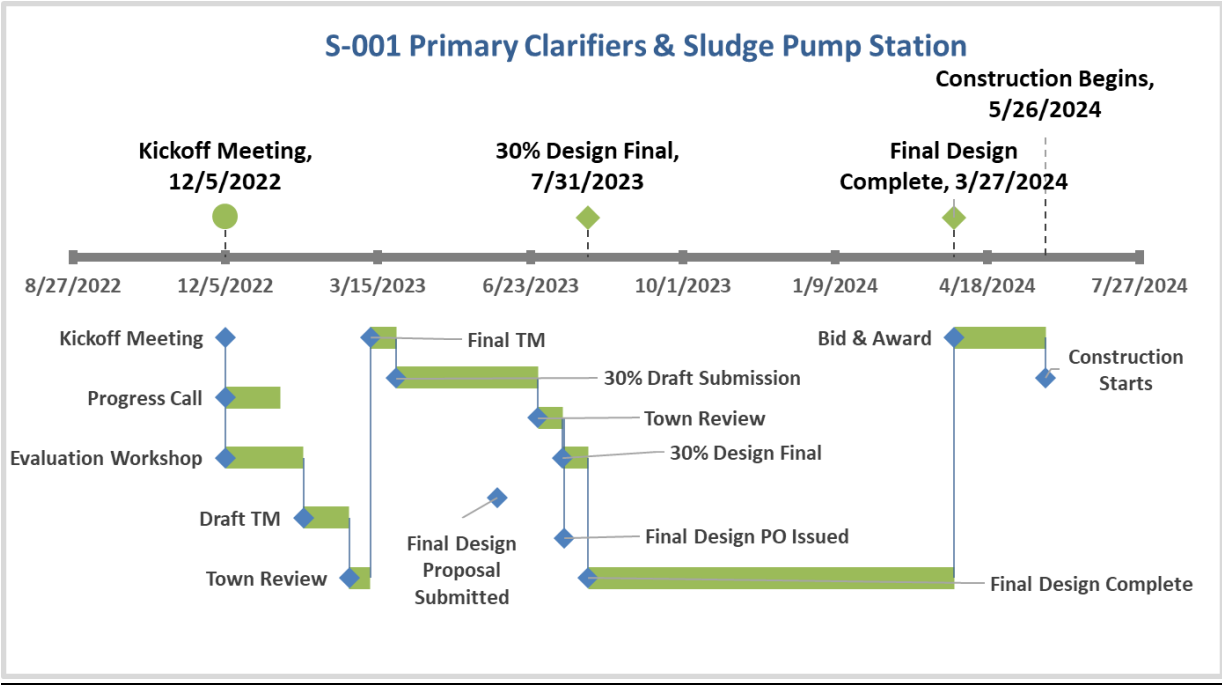 S-001 Primary Clarifiers & Sludge Pump Station
Construction Begins,
5/26/2024
Kickoff Meeting,
12/5/2022
30% Design Final,
7/31/2023
Final Design
Complete, 3/27/2024
8/27/2022
12/5/2022
3/15/2023
6/23/2023
10/1/2023
1/9/2024
4/18/2024
7/27/2024
Kickoff Meeting
Final TM
Bid & Award
Construction
Starts
30% Draft Submission
Progress Call
Town Review
Evaluation Workshop
30% Design Final
Draft TM
Final Design PO Issued
Final Design
Proposal
Submitted
Town Review
Final Design Complete